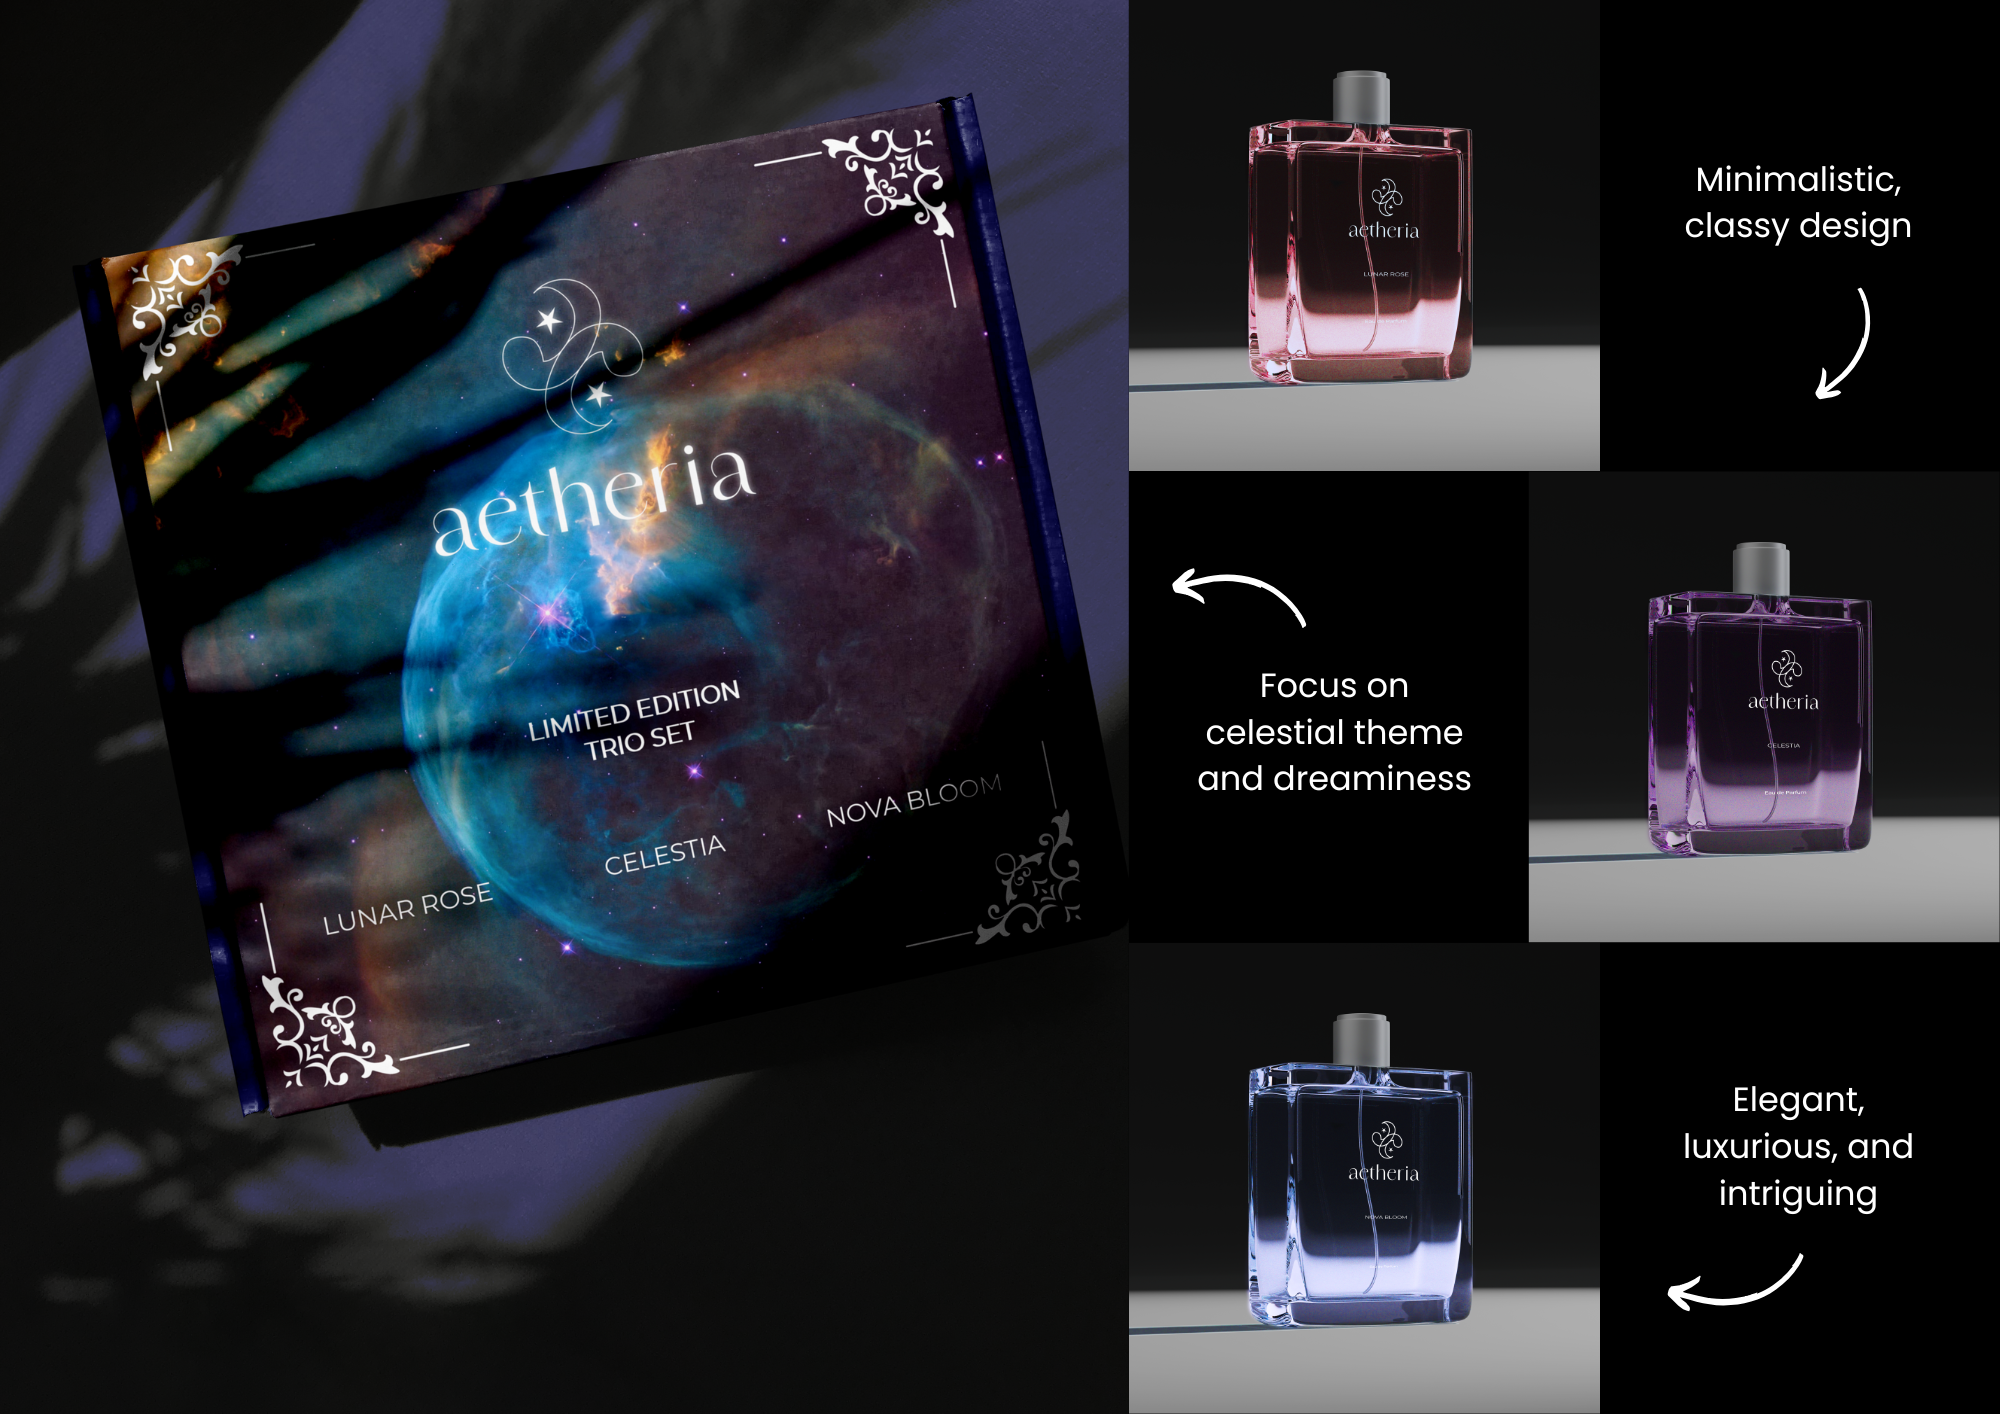 aetheria
LIMITED EDITION
TRIO SET
LUNAR ROSE
CELESTIA
NOVA BLOOM
aetheria
LUNAR ROSE
Minimalistic,
classy design
Focus on
celestial theme
and dreaminess
aetheria
CELESTIA
Eau de Parfum
aetheria
NOVA BLOOM
Elegant,
luxurious, and
intriguing